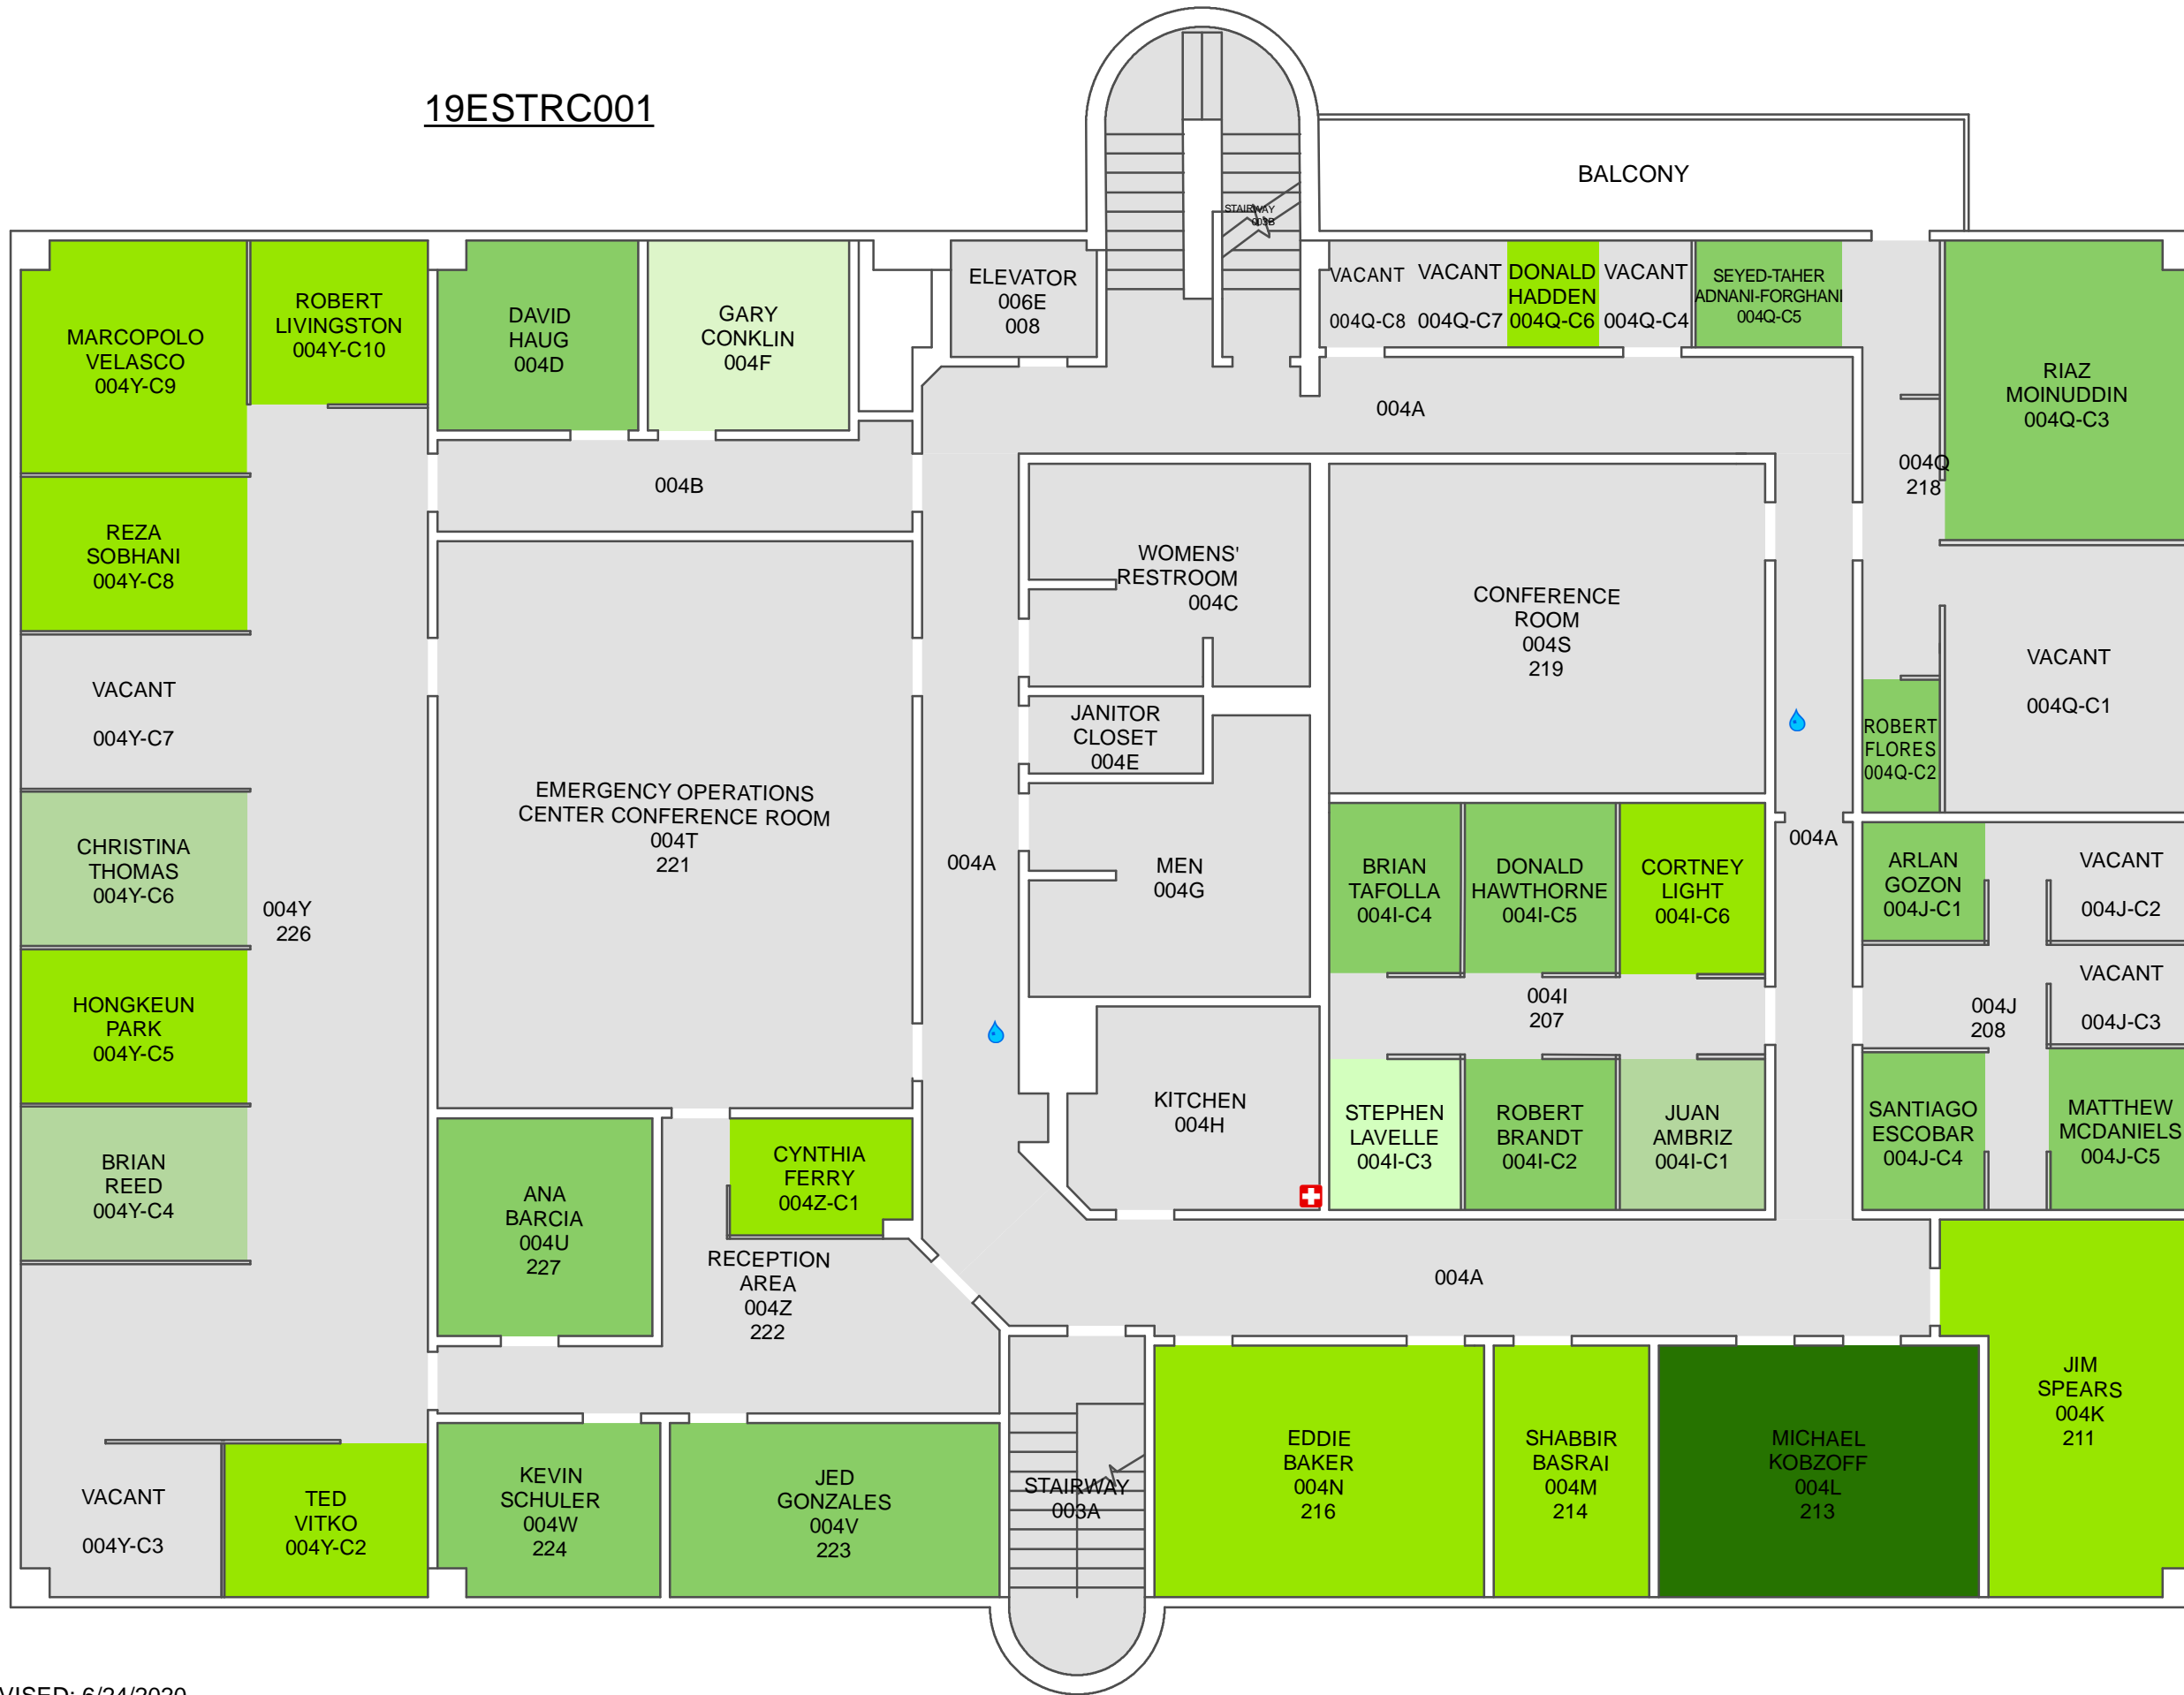 19ESTRC001
BALCONY
STAIRWAY
003B
MARCOPOLO
VELASCO
004Y-C9
ROBERT
LIVINGSTON
004Y-C10
DAVID
HAUG
004D
GARY
CONKLIN
004F
ELEVATOR
006E
008
VACANT
004Q-C8
VACANT
004Q-C7
DONALD
HADDEN
004Q-C6
VACANT
004Q-C4
SEYED-TAHER
ADNANI-FORGHANI
004Q-C5
RIAZ
MOINUDDIN
004Q-C3
004A
004B
004Q
218
REZA
SOBHANI
004Y-C8
WOMENS'
RESTROOM
004C
CONFERENCE
ROOM
004S
219
VACANT
004Y-C7
VACANT
004Q-C1
JANITOR
CLOSET
004E
ROBERT
FLORES
004Q-C2
EMERGENCY OPERATIONS
CENTER CONFERENCE ROOM
004T
221
CHRISTINA
THOMAS
004Y-C6
004Y
226
004A
MEN
004G
BRIAN
TAFOLLA
004I-C4
DONALD
HAWTHORNE
004I-C5
CORTNEY
LIGHT
004I-C6
004A
ARLAN
GOZON
004J-C1
VACANT
004J-C2
HONGKEUN
PARK
004Y-C5
004I
207
004J
208
VACANT
004J-C3
KITCHEN
004H
STEPHEN
LAVELLE
004I-C3
ROBERT
BRANDT
004I-C2
JUAN
AMBRIZ
004I-C1
SANTIAGO
ESCOBAR
004J-C4
MATTHEW
MCDANIELS
004J-C5
BRIAN
REED
004Y-C4
ANA
BARCIA
004U
227
CYNTHIA
FERRY
004Z-C1
RECEPTION
AREA
004Z
222
004A
JIM
SPEARS
004K
211
VACANT
004Y-C3
TED
VITKO
004Y-C2
KEVIN
SCHULER
004W
224
JED
GONZALES
004V
223
STAIRWAY
003A
EDDIE
BAKER
004N
216
SHABBIR
BASRAI
004M
214
MICHAEL
KOBZOFF
004L
213
VISED: 6/24/2020